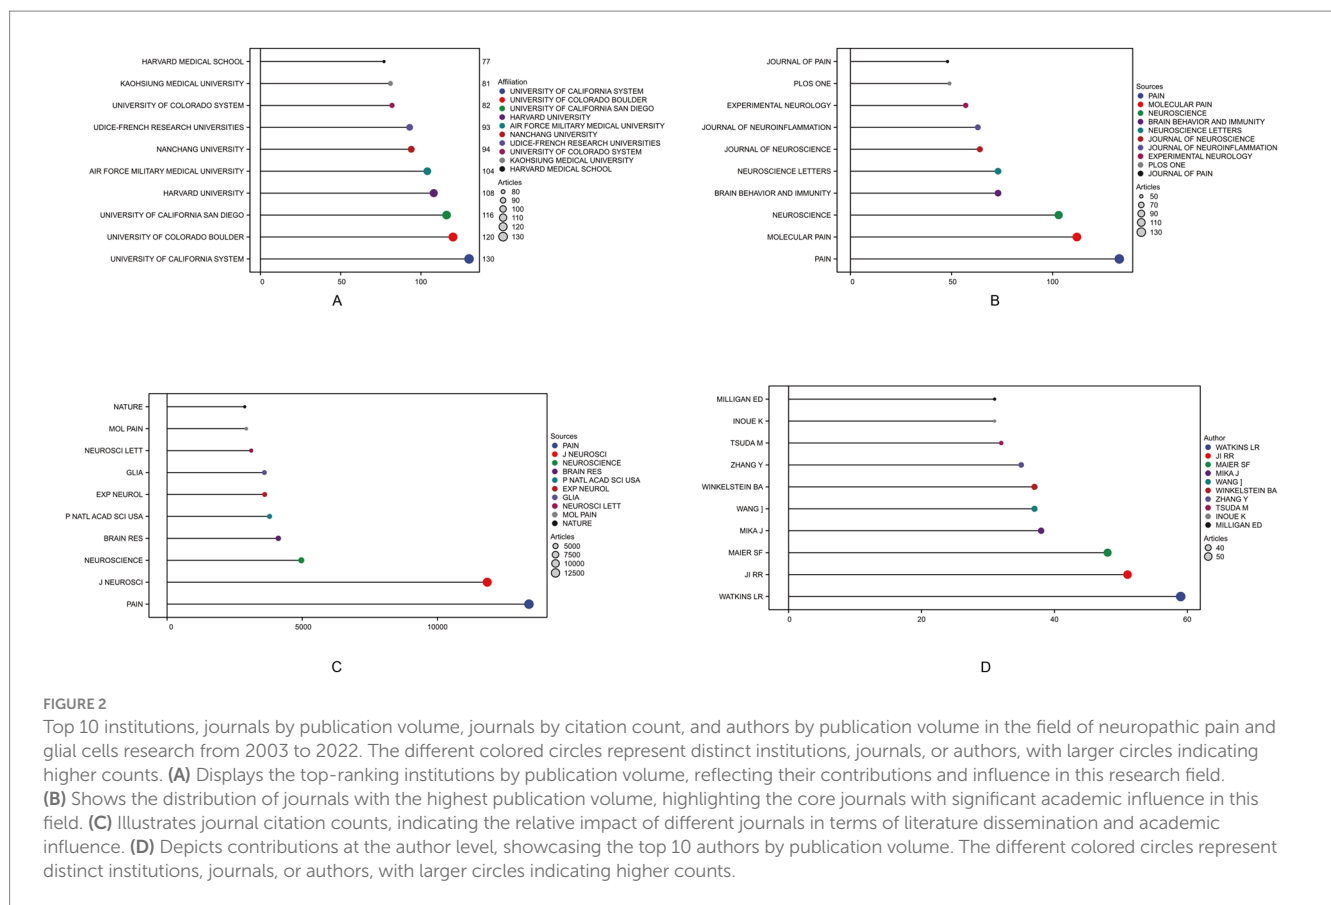 HARVARD MEDICAL SCHOOL 77
KAOHSIUNG MEDICAL UNIVERSITY 81
UNIVERSITY OF COLORADO SYSTEM 82
UDICE-FRENCH RESEARCH UNIVERSITIES 93
NANCHANG UNIVERSITY 94
AIR FORCE MILITARY MEDICAL UNIVERSITY 104
HARVARD UNIVERSITY 108
UNIVERSITY OF CALIFORNIA SAN DIEGO 116
UNIVERSITY OF COLORADO BOULDER 120
UNIVERSITY OF CALIFORNIA SYSTEM 130
0 50 100
Affiliation
UNIVERSITY OF CALIFORNIA SYSTEM
UNIVERSITY OF COLORADO BOULDER
UNIVERSITY OF CALIFORNIA SAN DIEGO
HARVARD UNIVERSITY
AIR FORCE MILITARY MEDICAL UNIVERSITY
NANCHANG UNIVERSITY
UDICE-FRENCH RESEARCH UNIVERSITIES
UNIVERSITY OF COLORADO SYSTEM
KAOHSIUNG MEDICAL UNIVERSITY
HARVARD MEDICAL SCHOOL
Articles
80
90
100
110
120
130
A
JOURNAL OF PAIN
PLOS ONE
EXPERIMENTAL NEUROLOGY
JOURNAL OF NEUROINFLAMMATION
JOURNAL OF NEUROSCIENCE
NEUROSCIENCE LETTERS
BRAIN BEHAVIOR AND IMMUNITY
NEUROSCIENCE
MOLECULAR PAIN
PAIN
0 50 100
Sources
PAIN
MOLECULAR PAIN
NEUROSCIENCE
BRAIN BEHAVIOR AND IMMUNITY
NEUROSCIENCE LETTERS
JOURNAL OF NEUROSCIENCE
JOURNAL OF NEUROINFLAMMATION
EXPERIMENTAL NEUROLOGY
PLOS ONE
JOURNAL OF PAIN
Articles
50
70
90
110
130
B
NATURE
MOL PAIN
NEUROSCI LETT
GLIA
EXP NEUROL
P NATL ACAD SCI USA
BRAIN RES
NEUROSCIENCE
J NEUROSCI
PAIN
0 5000 10000
Sources
PAIN
J NEUROSCI
NEUROSCIENCE
BRAIN RES
P NATL ACAD SCI USA
EXP NEUROL
GLIA
NEUROSCI LETT
MOL PAIN
NATURE
Articles
5000
7500
10000
12500
C
MILLIGAN ED
INOUE K
TSUDA M
ZHANG Y
WINKELSTEIN BA
WANG ]
MIKA J
MAIER SF
JI RR
WATKINS LR
0 20 40 60
Author
WATKINS LR
JI RR
MAIER SF
MIKA J
WANG ]
WINKELSTEIN BA
ZHANG Y
TSUDA M
INOUE K
MILLIGAN ED
Articles
40
50
D
FIGURE 2
Top 10 institutions, journals by publication volume, journals by citation count, and authors by publication volume in the field of neuropathic pain and
glial cells research from 2003 to 2022. The different colored circles represent distinct institutions, journals, or authors, with larger circles indicating
higher counts. (A) Displays the top-ranking institutions by publication volume, reflecting their contributions and influence in this research field.
(B) Shows the distribution of journals with the highest publication volume, highlighting the core journals with significant academic influence in this
field. (C) Illustrates journal citation counts, indicating the relative impact of different journals in terms of literature dissemination and academic
influence. (D) Depicts contributions at the author level, showcasing the top 10 authors by publication volume. The different colored circles represent
distinct institutions, journals, or authors, with larger circles indicating higher counts.